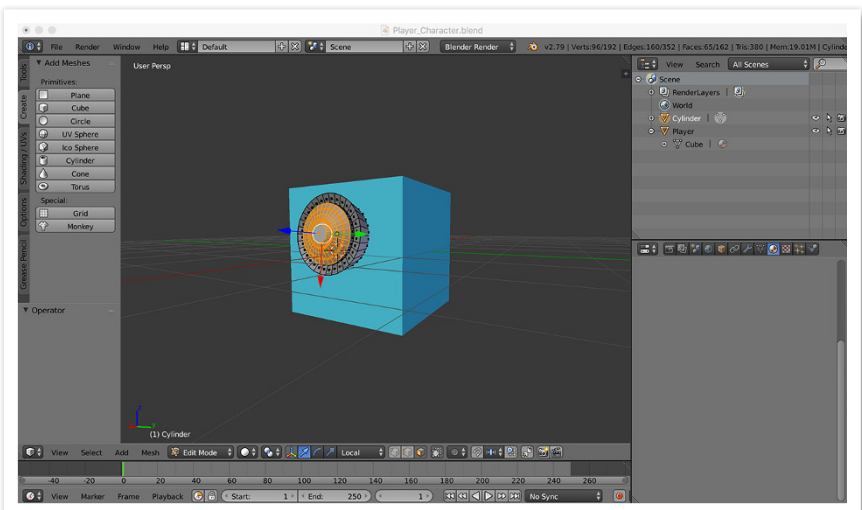 Player_Character.blend
File Render Window Help Default Scene Blender Render v2.79 | Verts:96/192 | Edges:160/352 | Faces:65/162 | Tris:380 | Mem:19.01M | Cylinde
Tools
Create
Shading / UVs
Options
Grease Pencil
Add Meshes
Primitives:
Plane
Cube
Circle
UV Sphere
Ico Sphere
Cylinder
Cone
Torus
Special:
Grid
Monkey
Operator
User Persp
z
y
(1) Cylinder
View Search All Scenes
Scene
RenderLayers |
World
Cylinder |
Player
Cube |
View Select Add Mesh Edit Mode Local
-40 -20 0 20 40 60 80 100 120 140 160 180 200 220 240 260
View Marker Frame Playback Start: 1 End: 250 1 No Sync